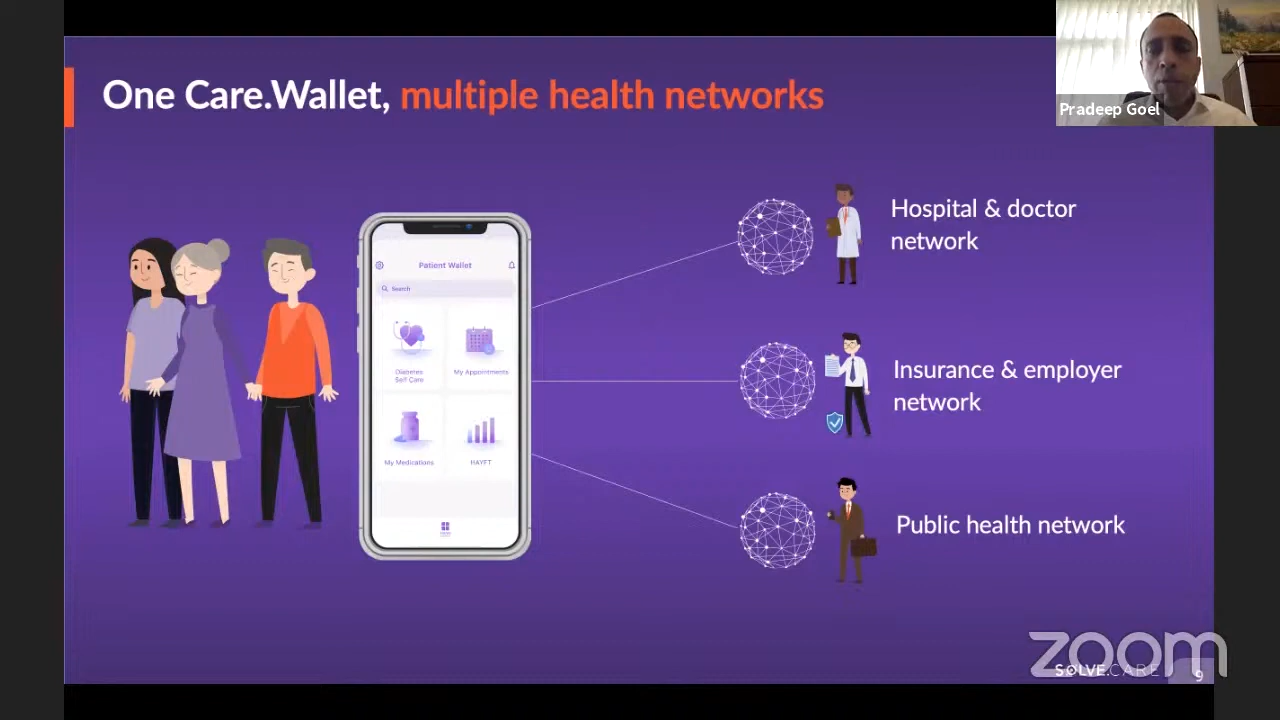 One Care.Wallet, multiple health networks
Pradeep Goel
Patient Wallet
Search
Diabetes
Self Care
My Appointments
My Medications
HAYFT
Hospital & doctor
network
Insurance & employer
network
Public health network
zoom
SOLVE.CARE
9